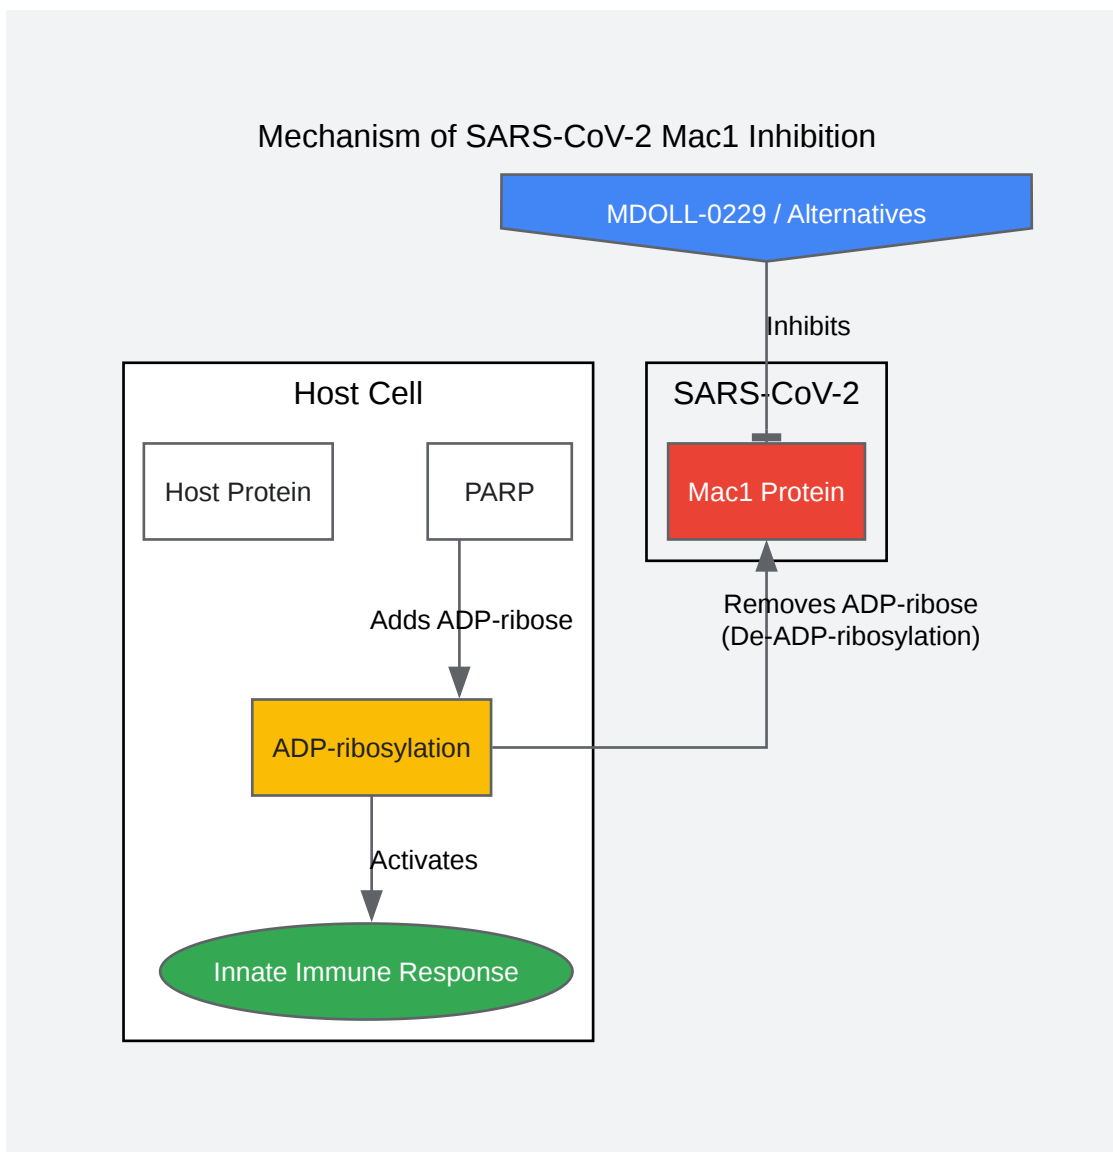 Mechanism of SARS-CoV-2 Mac1 Inhibition
MDOLL-0229 / Alternatives
Inhibits
Host Cell
SARS-CoV-2
Host Protein
PARP
Mac1 Protein
Adds ADP-ribose
Removes ADP-ribose
(De-ADP-ribosylation)
ADP-ribosylation
Activates
Innate Immune Response